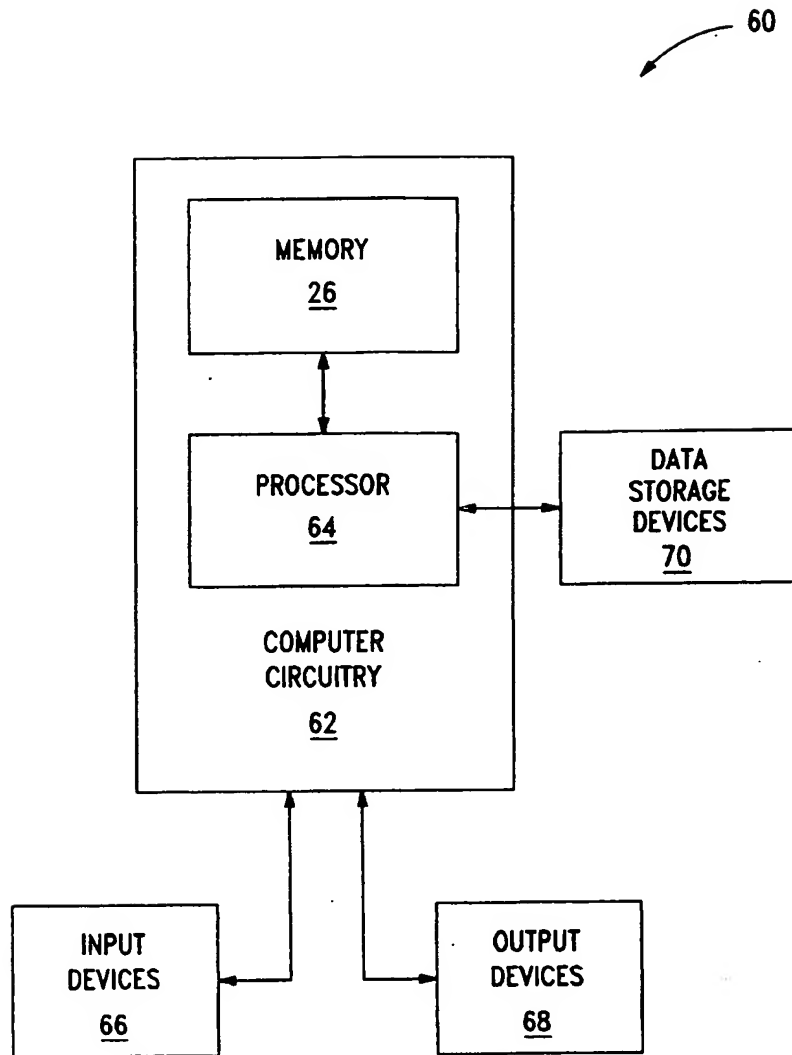 60
MEMORY
26
PROCESSOR
64
DATA
STORAGE
DEVICES
70
COMPUTER
CIRCUITRY
62
INPUT
DEVICES
66
OUTPUT
DEVICES
68